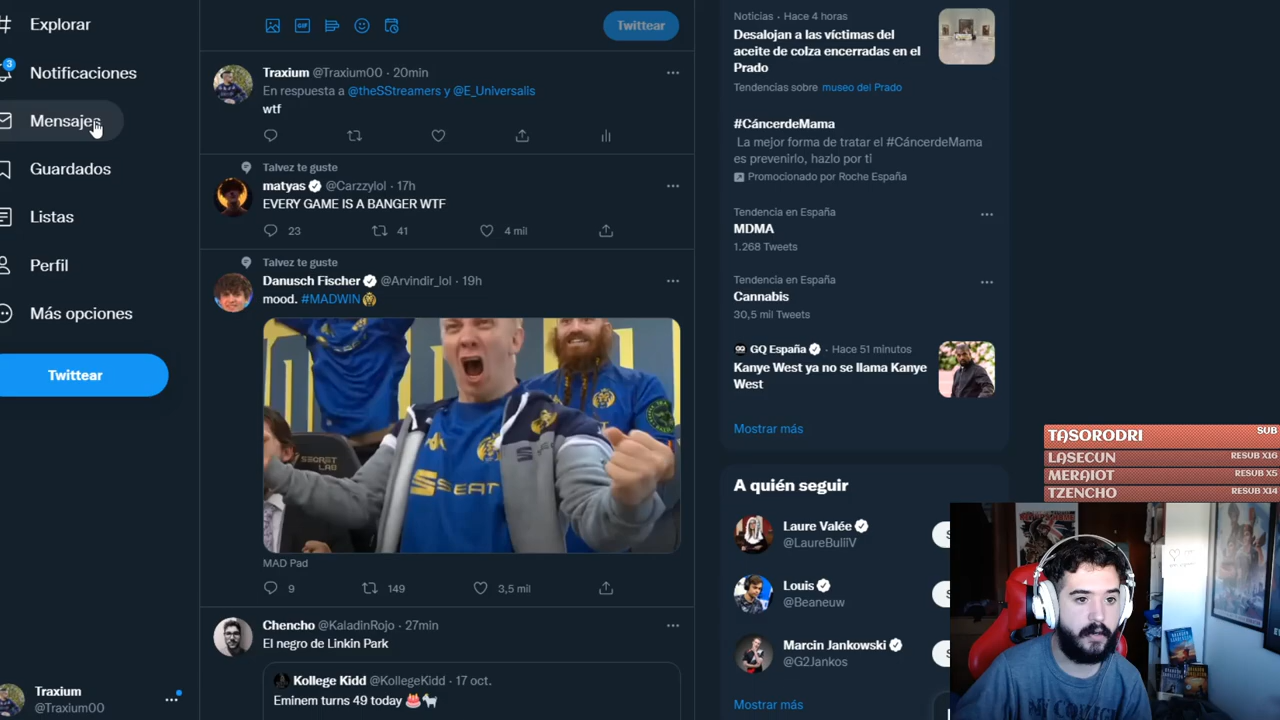 Explorar
3
Notificaciones
Mensajes
Guardados
Listas
Perfil
Más opciones
Twittear
Traxium
@Traxium00
GIF
Twittear
Traxium @Traxium00 · 20min
En respuesta a @theSStreamers y @E_Universalis
wtf
Talvez te guste
matyas @Carzzylol · 17h
EVERY GAME IS A BANGER WTF
23 41 4 mil
Talvez te guste
Danusch Fischer @Arvindir_lol · 19h
mood. #MADWIN
SECRET
LAB
SEAT
MAD Pad
9 149 3,5 mil
Chencho @KaladinRojo · 27min
El negro de Linkin Park
Kollege Kidd @KollegeKidd · 17 oct.
Eminem turns 49 today
Noticias · Hace 4 horas
Desalojan a las víctimas del
aceite de colza encerradas en el
Prado
Tendencias sobre museo del Prado
#CáncerdeMama
La mejor forma de tratar el #CáncerdeMama
es prevenirlo, hazlo por ti
Promocionado por Roche España
Tendencia en España
MDMA
1.268 Tweets
Tendencia en España
Cannabis
30,5 mil Tweets
GQ España · Hace 51 minutos
Kanye West ya no se llama Kanye
West
Mostrar más
A quién seguir
Laure Valée
@LaureBuliiV
Louis
@Beaneuw
Marcin Jankowski
@G2Jankos
Mostrar más
TASORODRI SUB
LASECUN RESUB X16
MERAIOT RESUB X5
TZENCHO RESUB X14